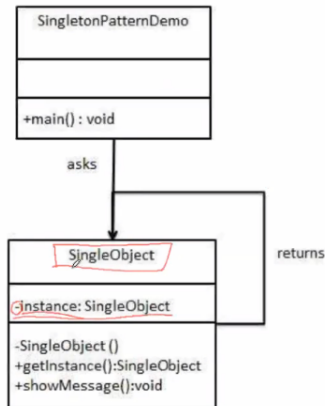 SingletonPatternDemo
+main() : void
asks
SingleObject
returns
-instance: SingleObject
-SingleObject ()
+getInstance():SingleObject
+showMessage():void